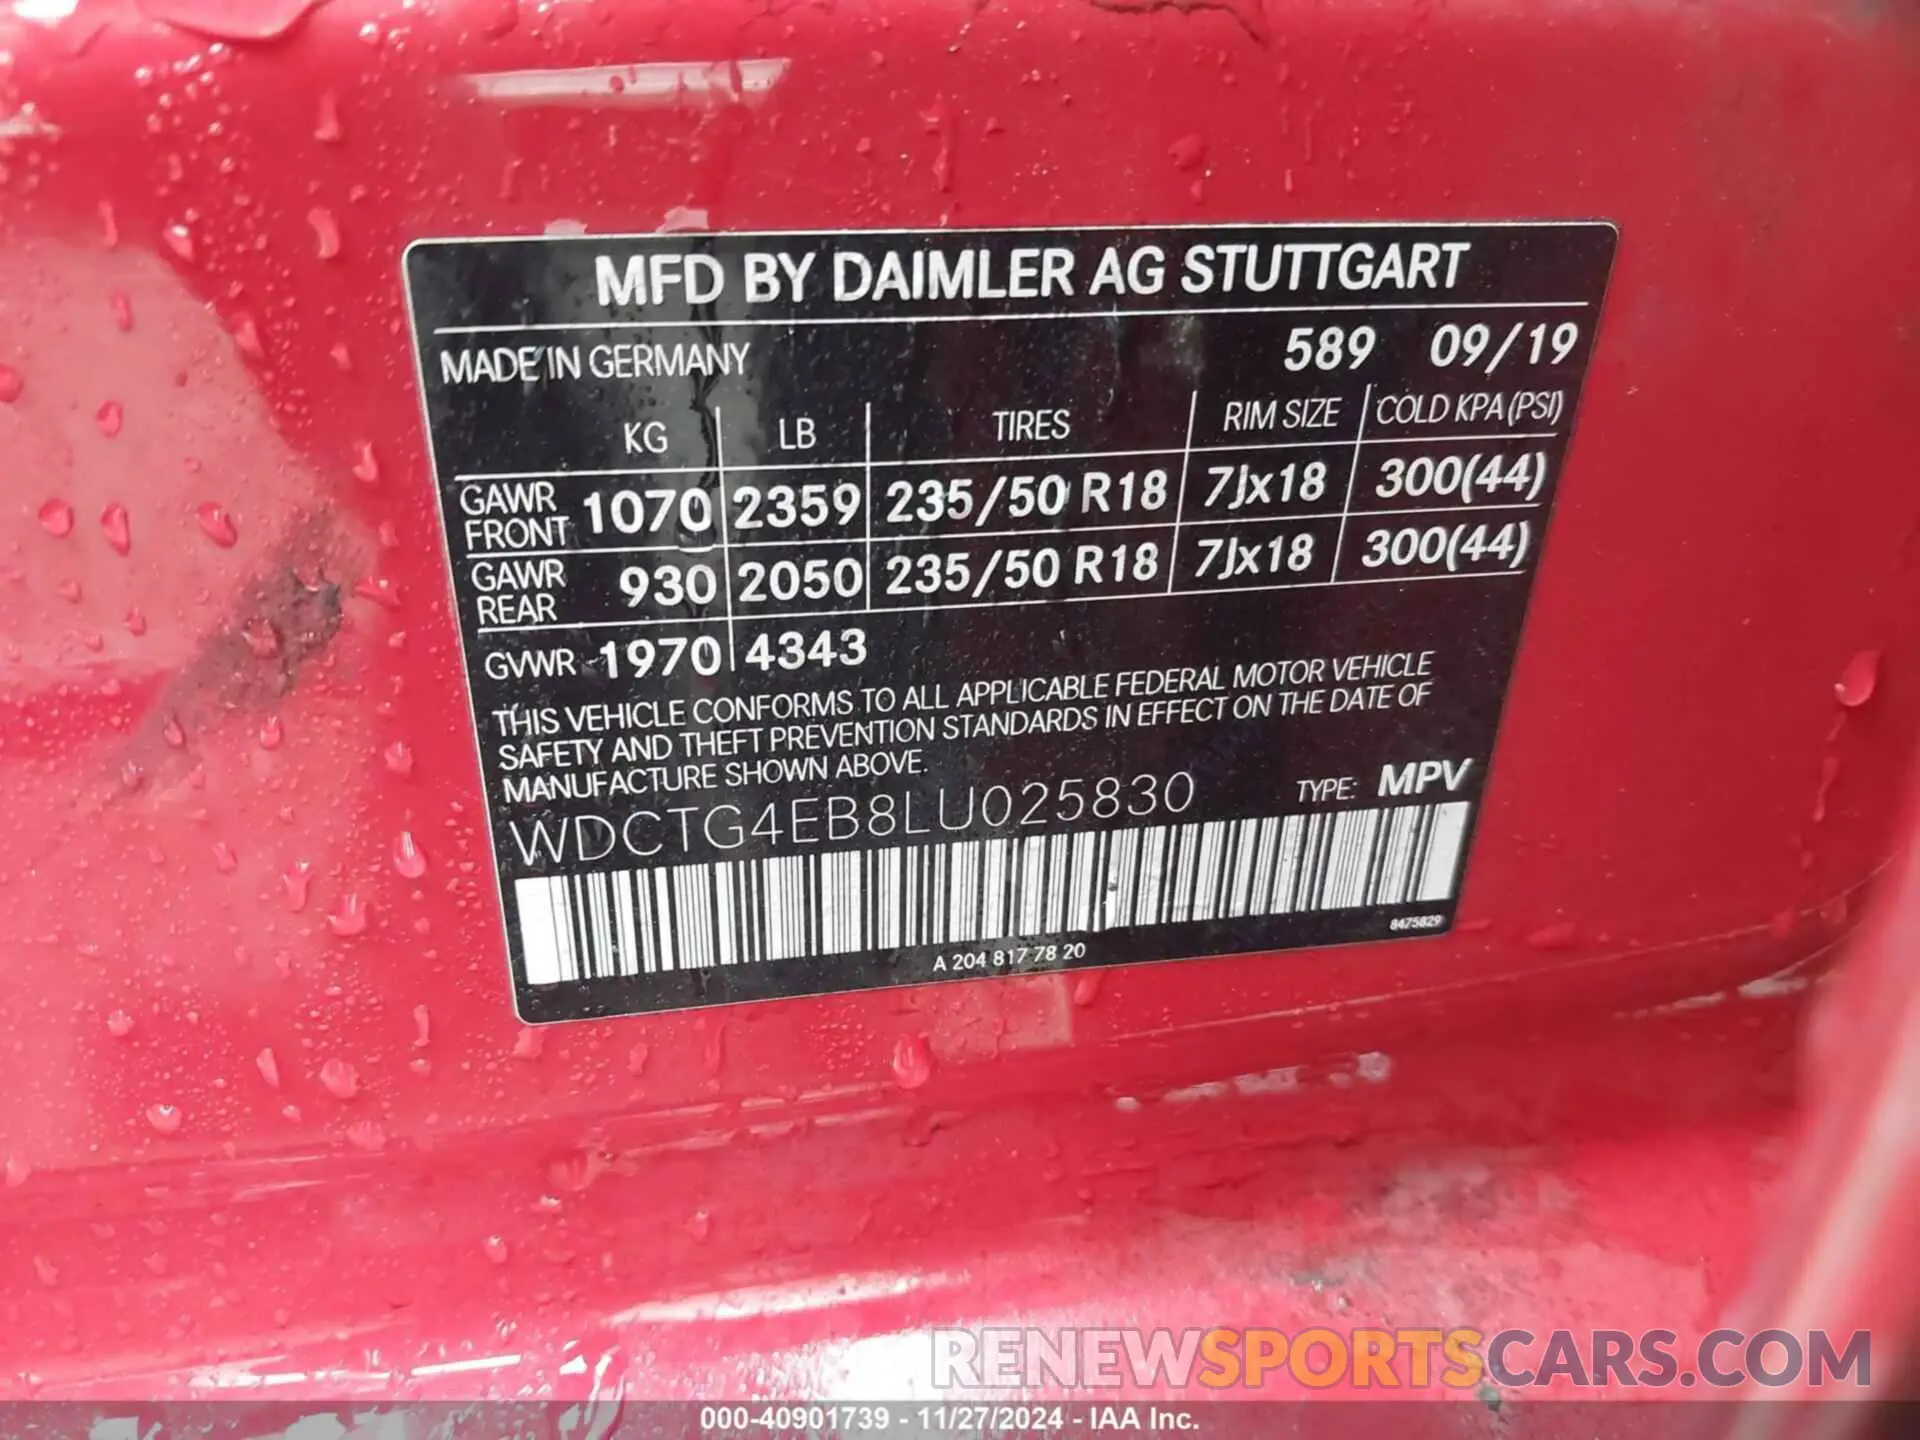 MFD BY DAIMLER AG STUTTGART
MADE IN GERMANY 589 09/19
KG LB TIRES RIM SIZE COLD KPA (PSI)
GAWR FRONT 1070 2359 235/50 R18 7Jx18 300(44)
GAWR REAR 930 2050 235/50 R18 7Jx18 300(44)
GVWR 1970 4343
THIS VEHICLE CONFORMS TO ALL APPLICABLE FEDERAL MOTOR VEHICLE
SAFETY AND THEFT PREVENTION STANDARDS IN EFFECT ON THE DATE OF
MANUFACTURE SHOWN ABOVE.
WDCTG4EB8LU025830 TYPE: MPV
8475829
A 204 817 78 20
RENEWSPORTSCARS.COM
000-40901739 - 11/27/2024 - IAA Inc.